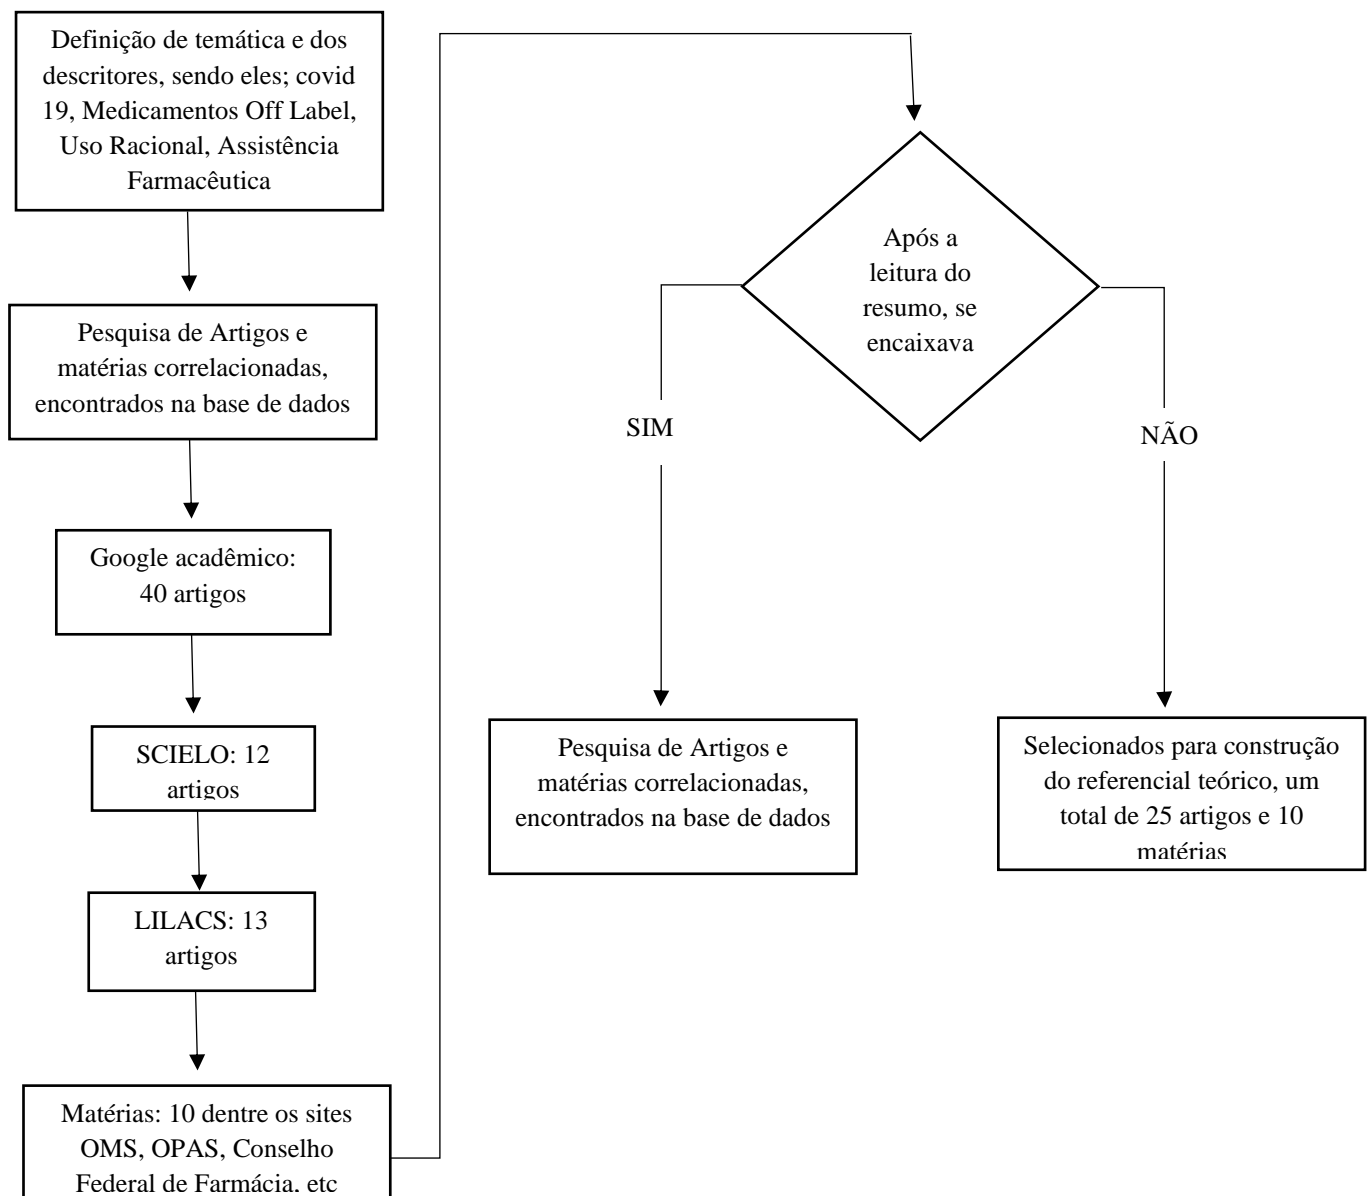 Definição de temática e dos
descritores, sendo eles; covid
19, Medicamentos Off Label,
Uso Racional, Assistência
Farmacêutica
Pesquisa de Artigos e
matérias correlacionadas,
encontrados na base de dados
Google acadêmico:
40 artigos
SCIELO: 12
artigos
LILACS: 13
artigos
Matérias: 10 dentre os sites
OMS, OPAS, Conselho
Federal de Farmácia, etc
Após a
leitura do
resumo, se
encaixava
SIM
NÃO
Pesquisa de Artigos e
matérias correlacionadas,
encontrados na base de dados
Selecionados para construção
do referencial teórico, um
total de 25 artigos e 10
matérias